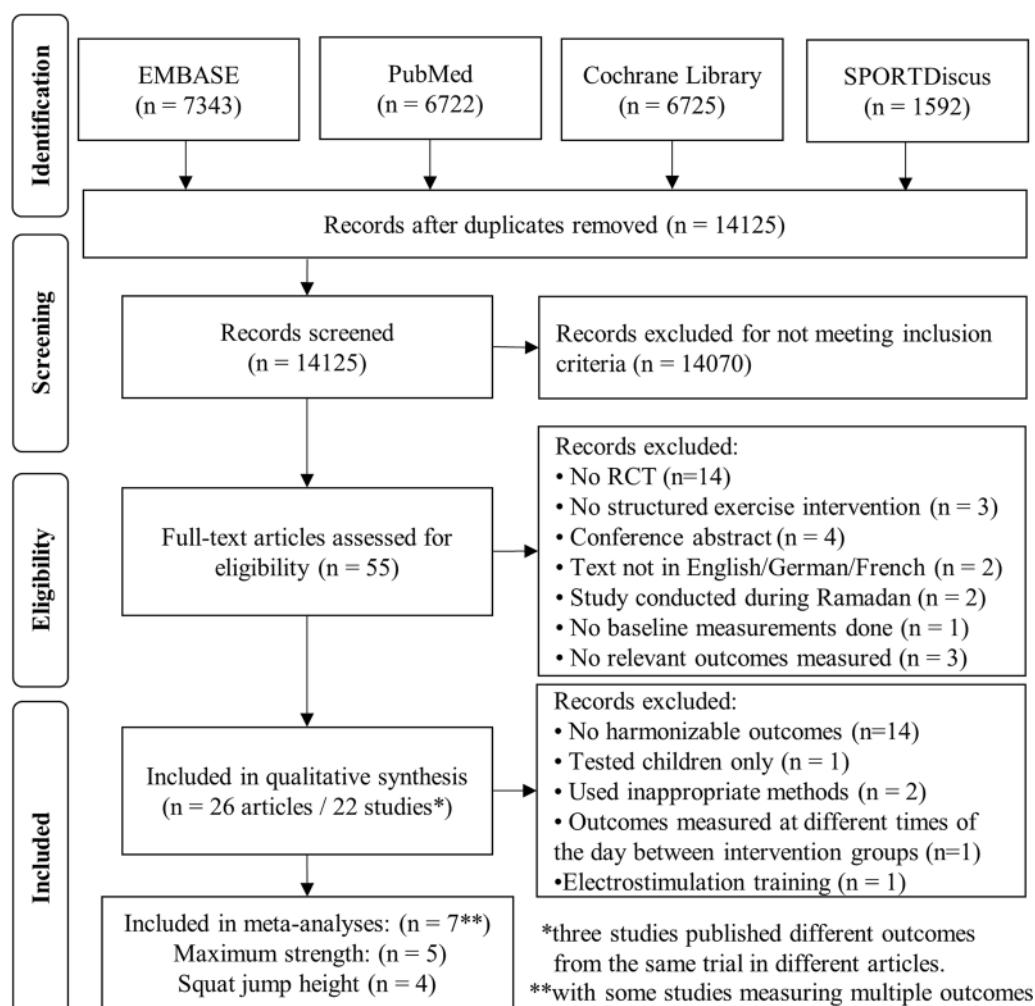 Identification
EMBASE
(n = 7343)
PubMed
(n = 6722)
Cochrane Library
(n = 6725)
SPORTDiscus
(n = 1592)
Records after duplicates removed (n = 14125)
Screening
Records screened
(n = 14125)
Records excluded for not meeting inclusion
criteria (n = 14070)
Eligibility
Full-text articles assessed for
eligibility (n = 55)
Records excluded:
• No RCT (n=14)
• No structured exercise intervention (n = 3)
• Conference abstract (n = 4)
• Text not in English/German/French (n = 2)
• Study conducted during Ramadan (n = 2)
• No baseline measurements done (n = 1)
• No relevant outcomes measured (n = 3)
Included
Included in qualitative synthesis
(n = 26 articles / 22 studies*)
Records excluded:
• No harmonizable outcomes (n=14)
• Tested children only (n = 1)
• Used inappropriate methods (n = 2)
• Outcomes measured at different times of
the day between intervention groups (n=1)
•Electrostimulation training (n = 1)
Included in meta-analyses: (n = 7**)
Maximum strength: (n = 5)
Squat jump height (n = 4)
*three studies published different outcomes
from the same trial in different articles.
**with some studies measuring multiple outcomes